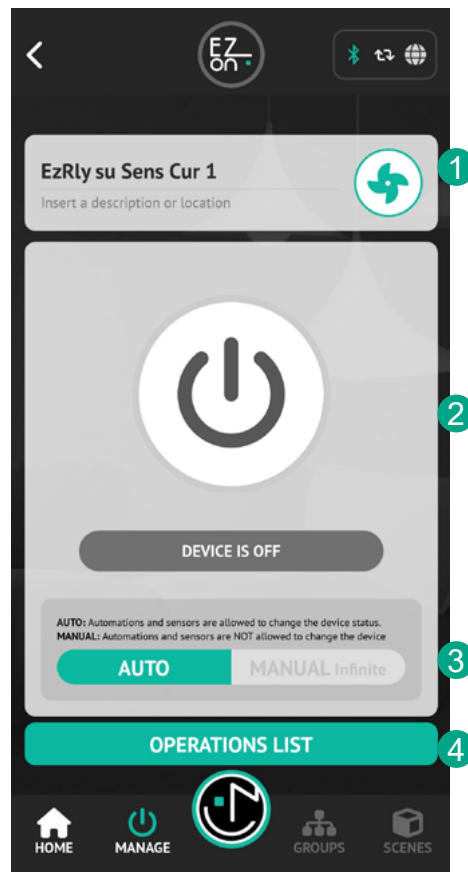 EZ
on
EzRly su Sens Cur 1
1
Insert a description or location
2
DEVICE IS OFF
AUTO: Automations and sensors are allowed to change the device status.
MANUAL: Automations and sensors are NOT allowed to change the device
AUTO
MANUAL Infinite
3
OPERATIONS LIST
4
HOME
MANAGE
GROUPS
SCENES